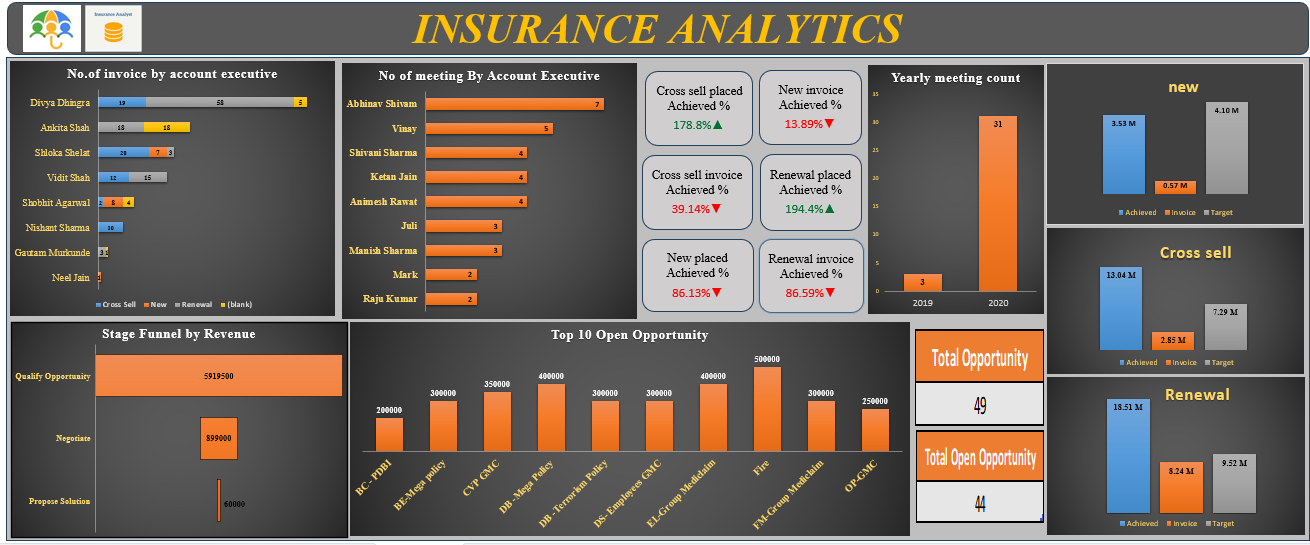 Insurance Analyst
INSURANCE ANALYTICS
No.of invoice by account executive
Divya Dhingra 19 58 5
Ankita Shah 18 18
Shloka Shelat 20 7 3
Vidit Shah 12 15
Shobhit Agarwal 2 8 4
Nishant Sharma 10
Gautam Murkunde 3
Neel Jain
Cross Sell New Renewal (blank)
No of meeting By Account Executive
Abhinav Shivam 7
Vinay 5
Shivani Sharma 4
Ketan Jain 4
Animesh Rawat 4
Juli 3
Manish Sharma 3
Mark 2
Raju Kumar 2
Cross sell placed
Achieved %
178.8%▲
New invoice
Achieved %
13.89%▼
Cross sell invoice
Achieved %
39.14%▼
Renewal placed
Achieved %
194.4%▲
New placed
Achieved %
86.13%▼
Renewal invoice
Achieved %
86.59%▼
Yearly meeting count
35
30
25
20
15
10
5
0
3
31
2019 2020
new
3.53 M
0.57 M
4.10 M
Achieved Invoice Target
Cross sell
13.04 M
2.85 M
7.29 M
Achieved Invoice Target
Renewal
18.51 M
8.24 M
9.52 M
Achieved Invoice Target
Stage Funnel by Revenue
Qualify Opportunity 5919500
Negotiate 899000
Propose Solution 60000
Top 10 Open Opportunity
200000
300000
350000
400000
300000
300000
400000
500000
300000
250000
BC- PDBI
BE-Mega policy
CVP GMC
DB -Mega Policy
DB -Terrorism Policy
DS- Employees GMC
EL-Group Mediclaim
Fire
FM-Group Mediclaim
OP-GMC
Total Opportunity
49
Total Open Opportunity
44